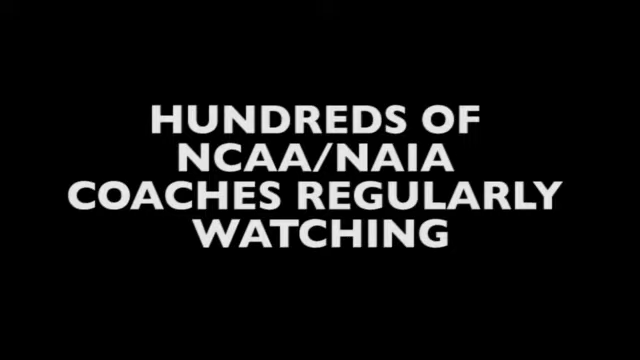 HUNDREDS OF
NCAA/NAIA
COACHES REGULARLY
WATCHING